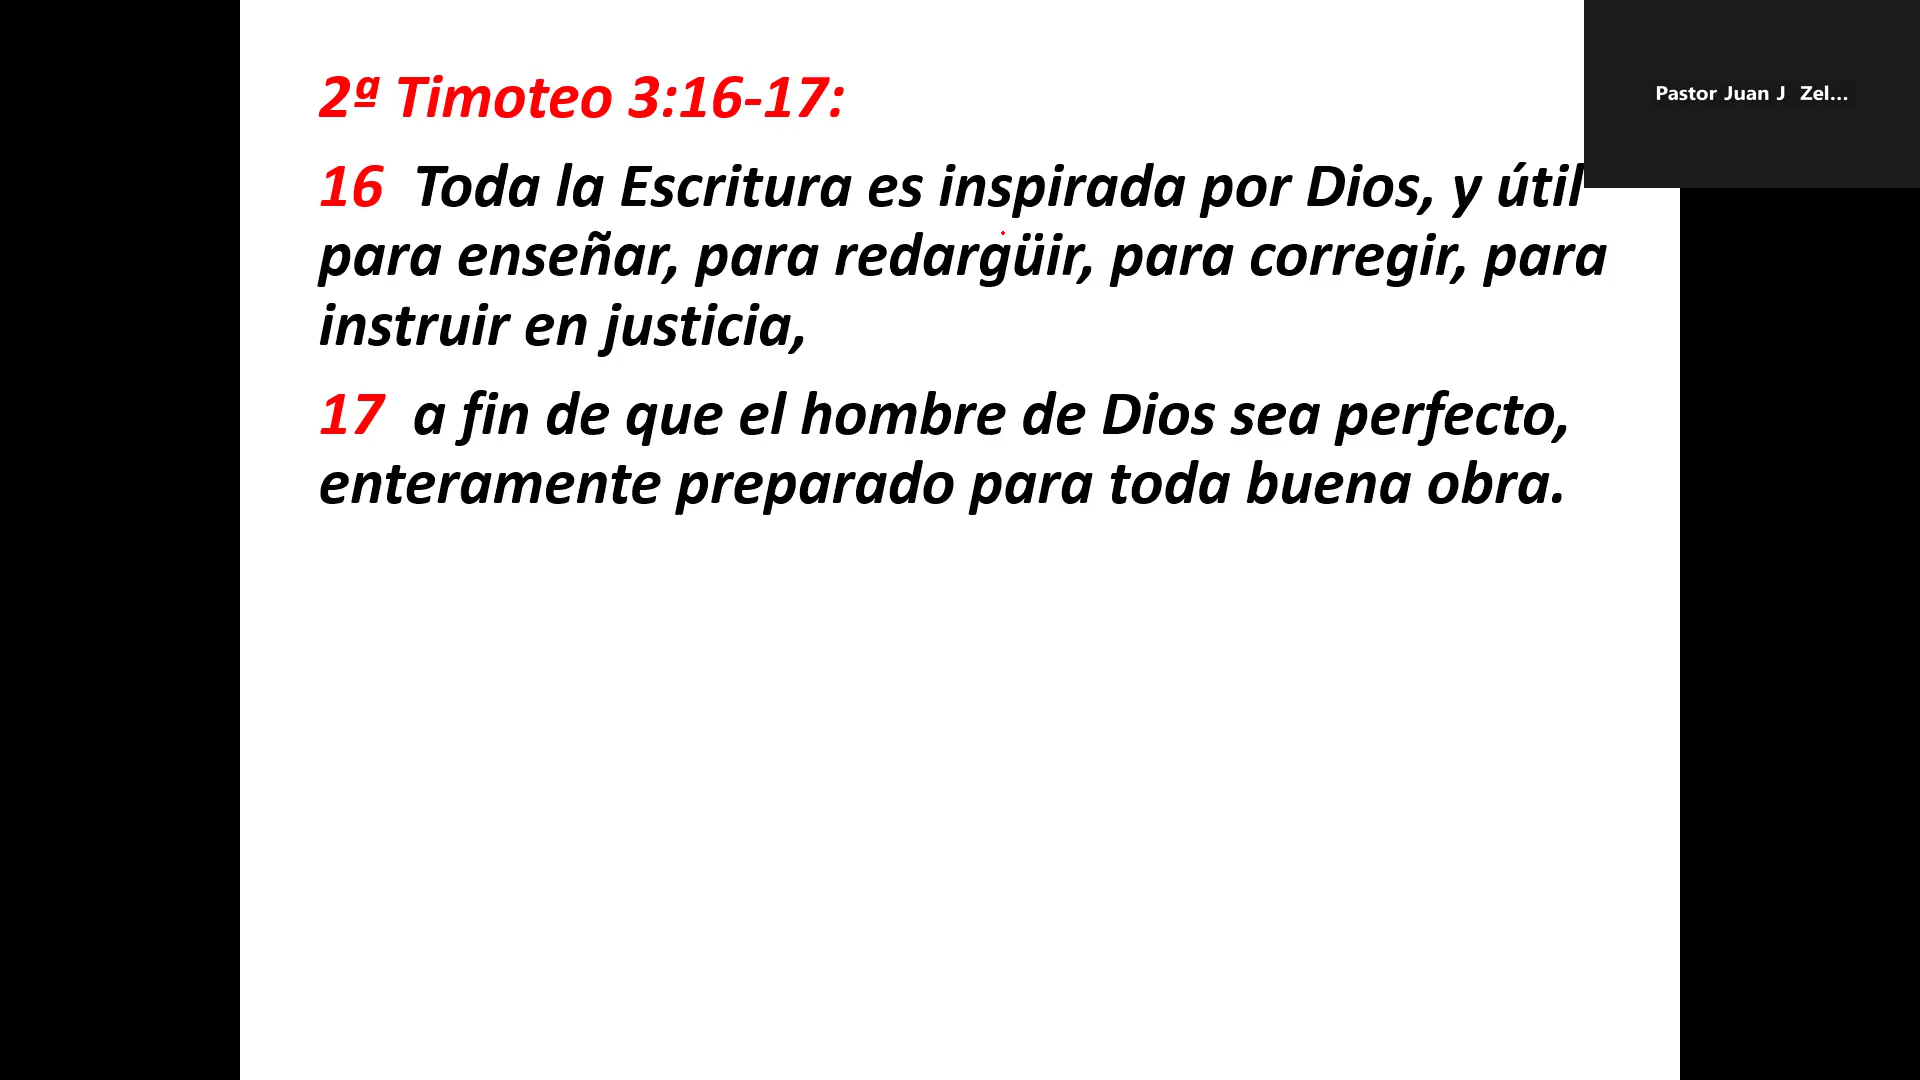 2ª Timoteo 3:16-17:
16 Toda la Escritura es inspirada por Dios, y útil
para enseñar, para redargüir, para corregir, para
instruir en justicia,
17 a fin de que el hombre de Dios sea perfecto,
enteramente preparado para toda buena obra.
Pastor Juan J Zel...